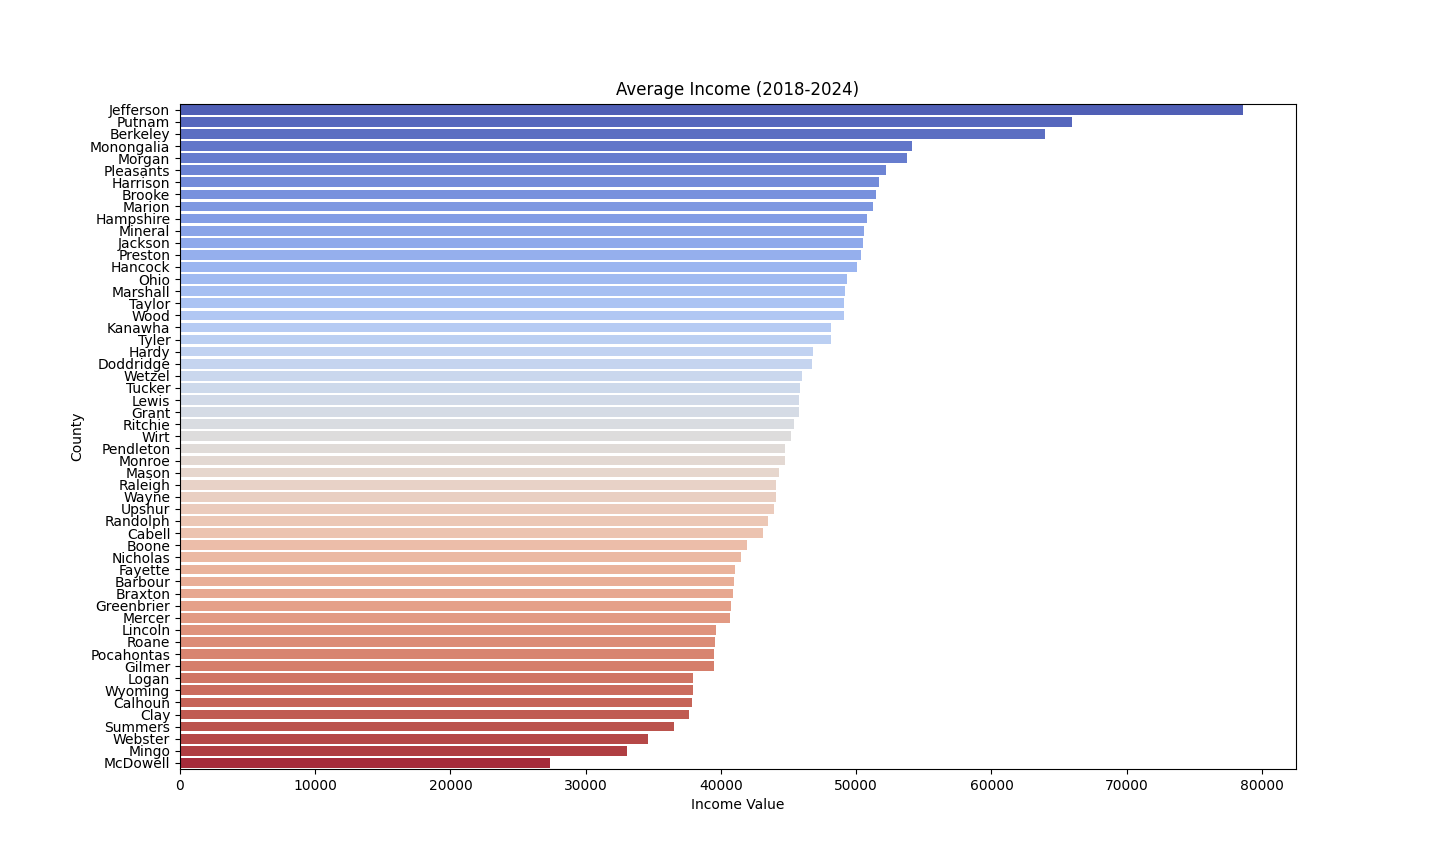 Average Income (2018-2024)
Jefferson
Putnam
Berkeley
Monongalia
Morgan
Pleasants
Harrison
Brooke
Marion
Hampshire
Mineral
Jackson
Preston
Hancock
Ohio
Marshall
Taylor
Wood
Kanawha
Tyler
Hardy
Doddridge
Wetzel
Tucker
Lewis
Grant
Ritchie
Wirt
Pendleton
Monroe
Mason
Raleigh
Wayne
Upshur
Randolph
Cabell
Boone
Nicholas
Fayette
Barbour
Braxton
Greenbrier
Mercer
Lincoln
Roane
Pocahontas
Gilmer
Logan
Wyoming
Calhoun
Clay
Summers
Webster
Mingo
McDowell
County
0 10000 20000 30000 40000 50000 60000 70000 80000
Income Value